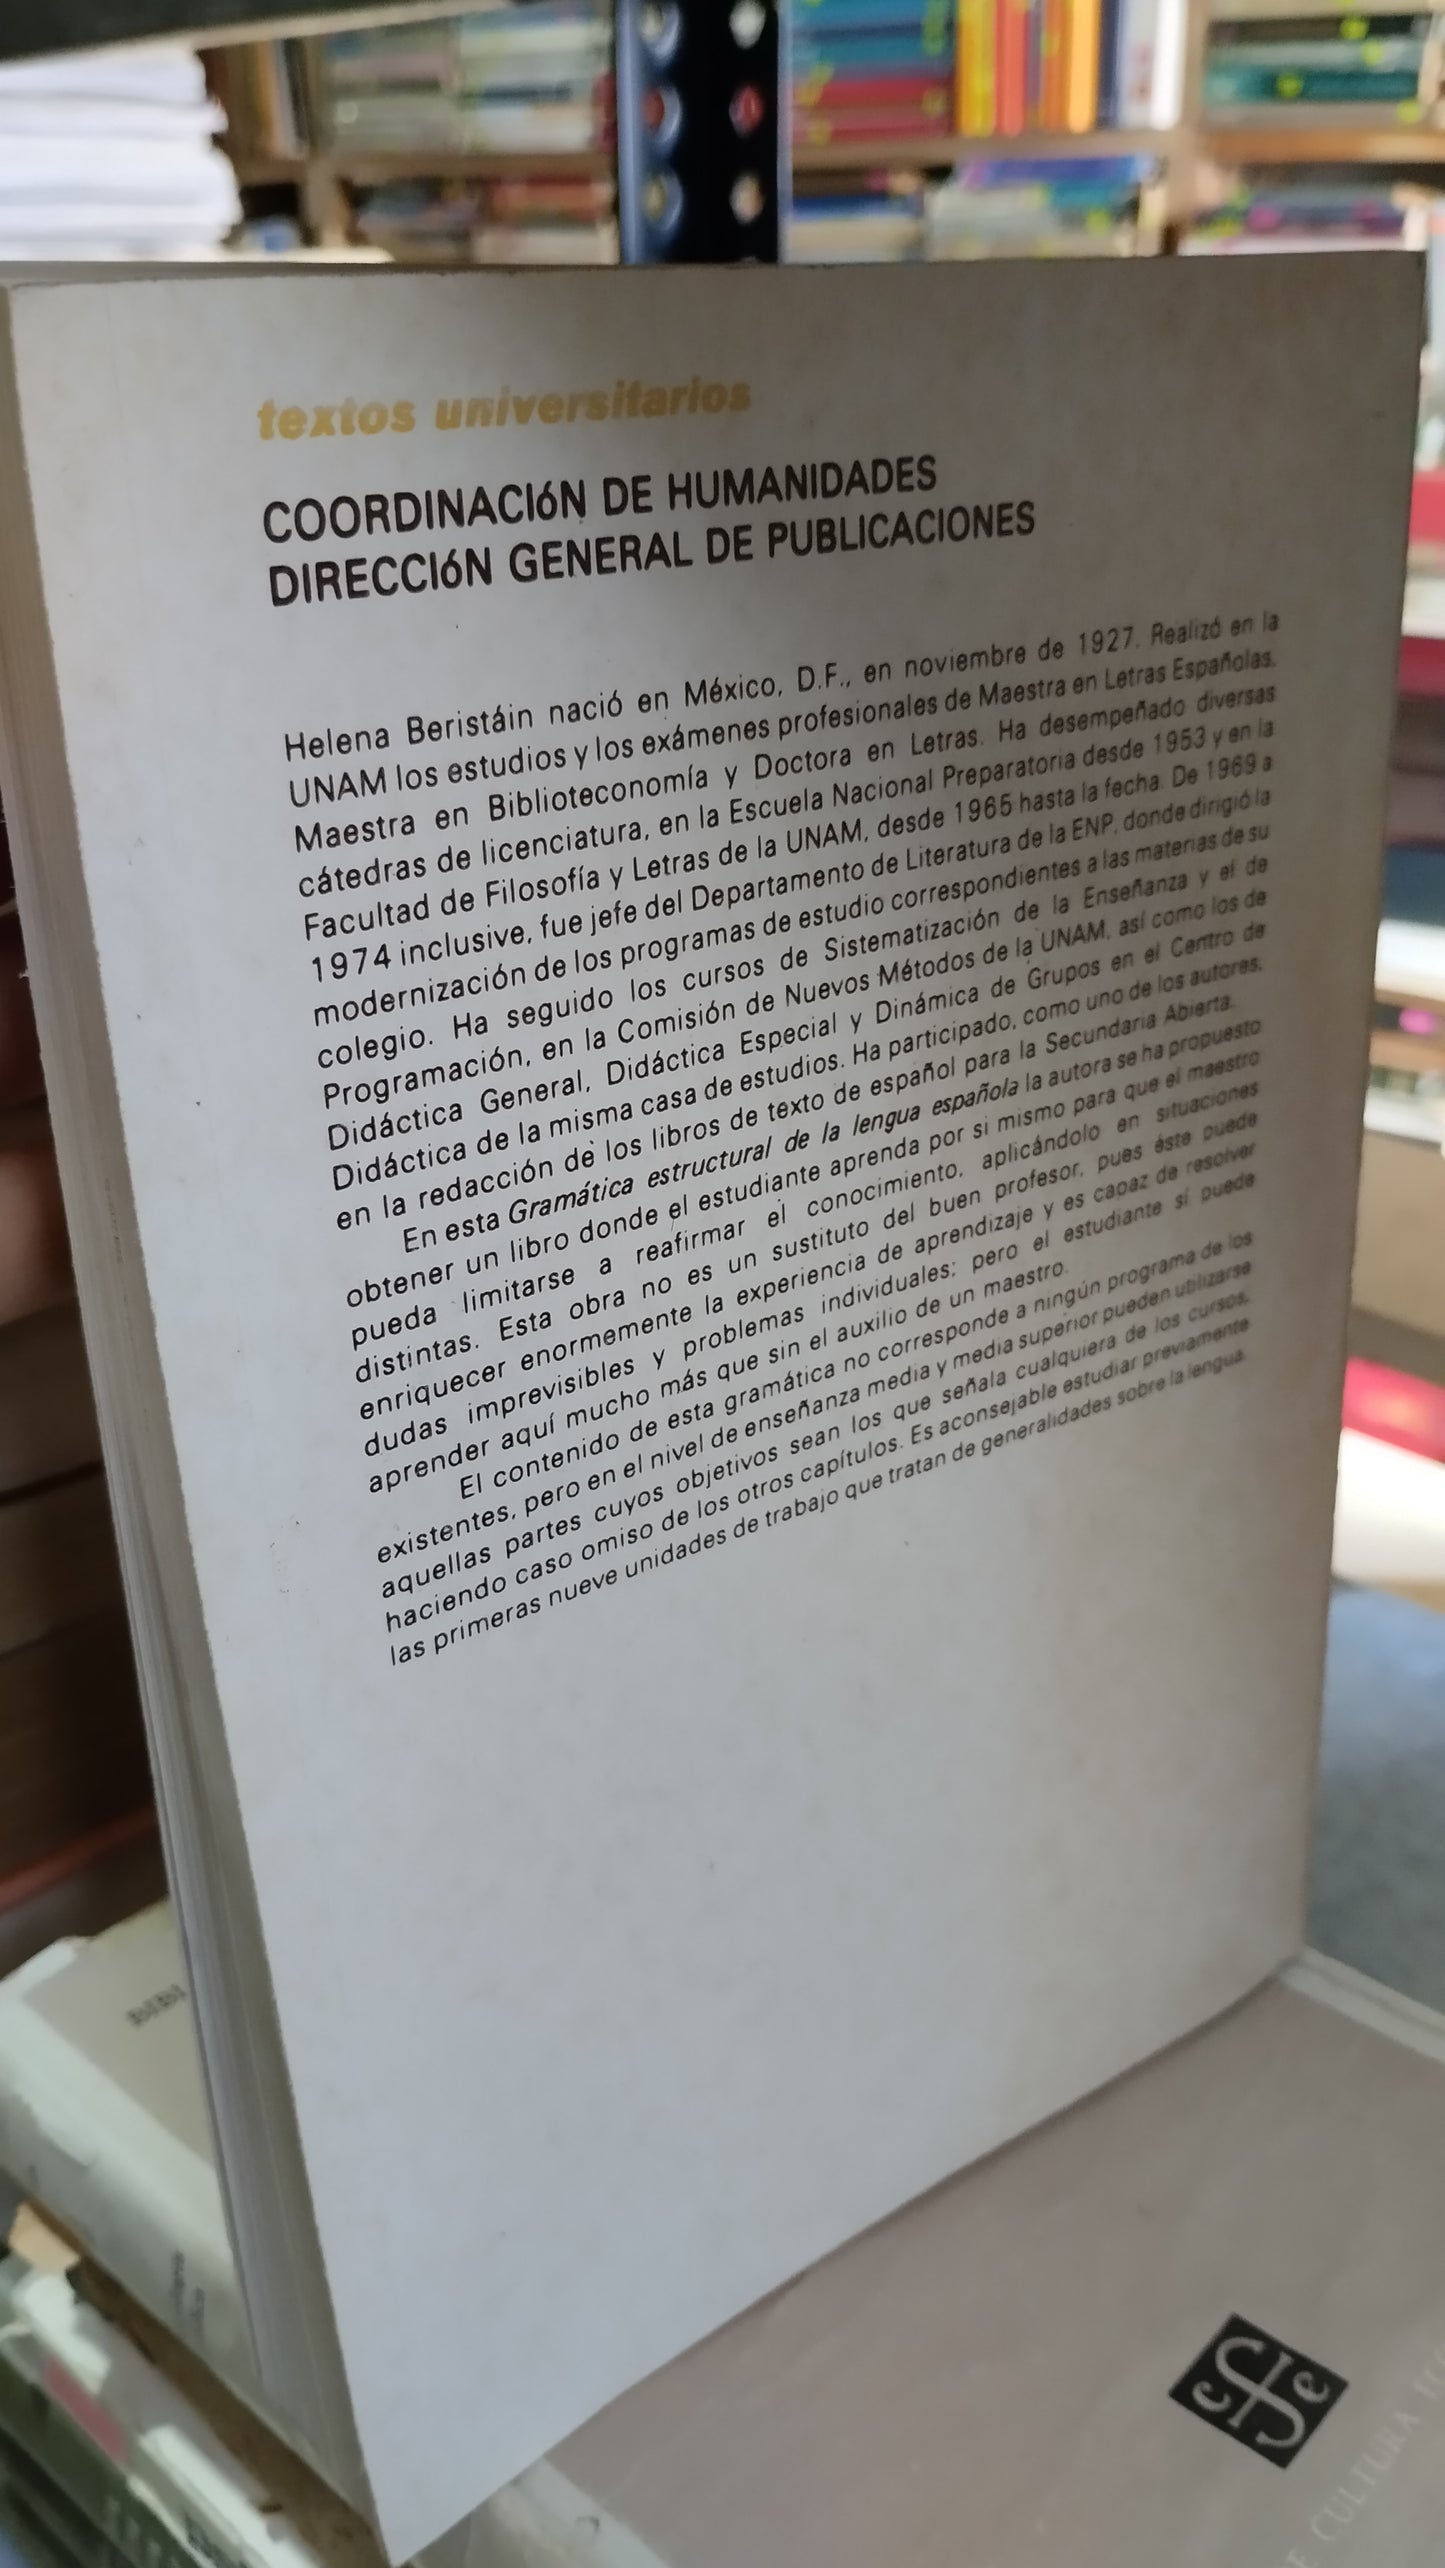 textos universitarios
COORDINACIóN DE HUMANIDADES
DIRECCIóN GENERAL DE PUBLICACIONES
Helena Beristáin nació en México, D.F., en noviembre de 1927. Realizó en la
UNAM los estudios y los exámenes profesionales de Maestra en Letras Españolas,
Maestra en Biblioteconomía y Doctora en Letras. Ha desempeñado diversas
cátedras de licenciatura, en la Escuela Nacional Preparatoria desde 1953 y en la
Facultad de Filosofía y Letras de la UNAM, desde 1965 hasta la fecha. De 1969 a
1974 inclusive, fue jefe del Departamento de Literatura de la ENP, donde dirigió la
modernización de los programas de estudio correspondientes a las materias de su
colegio. Ha seguido los cursos de Sistematización de la Enseñanza y el de
Programación, en la Comisión de Nuevos Métodos de la UNAM, así como los de
Didáctica General, Didáctica Especial y Dinámica de Grupos en el Centro de
Didáctica de la misma casa de estudios. Ha participado, como uno de los autores,
en la redacción de los libros de texto de español para la Secundaria Abierta.
En esta Gramática estructural de la lengua española la autora se ha propuesto
obtener un libro donde el estudiante aprenda por si mismo para que el maestro
pueda limitarse a reafirmar el conocimiento, aplicándolo en situaciones
distintas. Esta obra no es un sustituto del buen profesor, pues éste puede
enriquecer enormemente la experiencia de aprendizaje y es capaz de resolver
dudas imprevisibles y problemas individuales; pero el estudiante sí puede
aprender aquí mucho más que sin el auxilio de un maestro.
El contenido de esta gramática no corresponde a ningún programa de los
existentes, pero en el nivel de enseñanza media y media superior pueden utilizarse
aquellas partes cuyos objetivos sean los que señala cualquiera de los cursos,
haciendo caso omiso de los otros capítulos. Es aconsejable estudiar previamente
las primeras nueve unidades de trabajo que tratan de generalidades sobre la lengua.
cfe
CULTURA